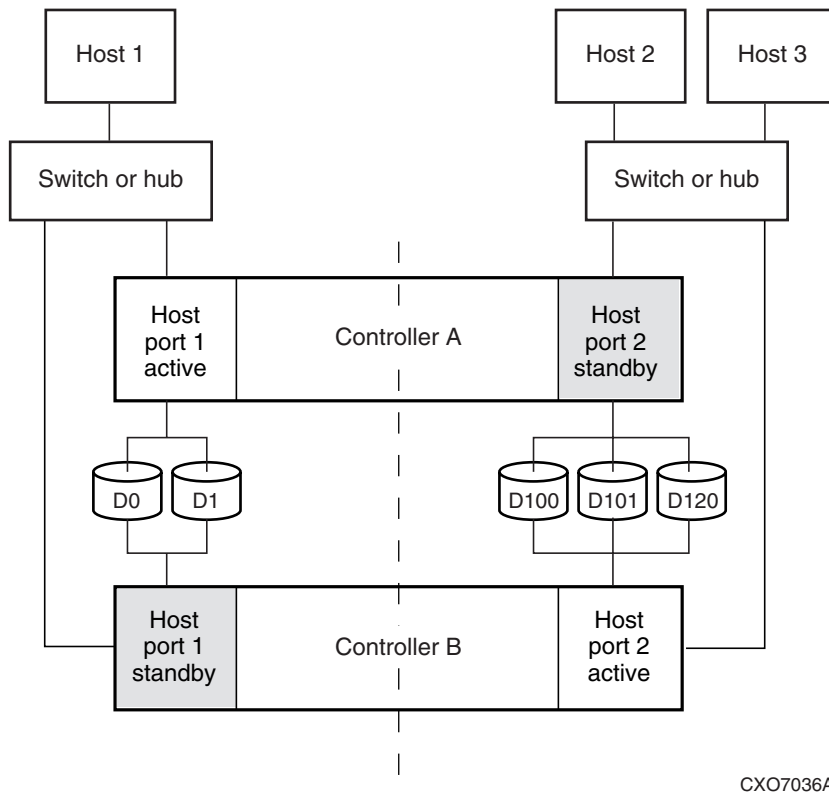 Host 1
Host 2
Host 3
Switch or hub
Switch or hub
Host
port 1
active
Controller A
Host
port 2
standby
D0
D1
D100
D101
D120
Host
port 1
standby
Controller B
Host
port 2
active
CXO7036A